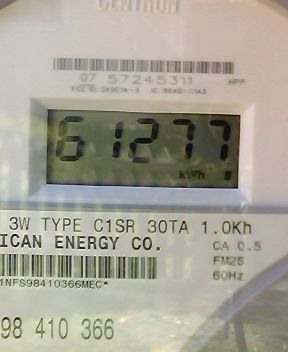 CENTRON
07 57245311 HPP
61277
kWh
3W TYPE C1SR 30TA 1.0Kh
ICAN ENERGY CO. CA 0.5
FM2S
60Hz
1NFS98410366MEC*
98 410 366